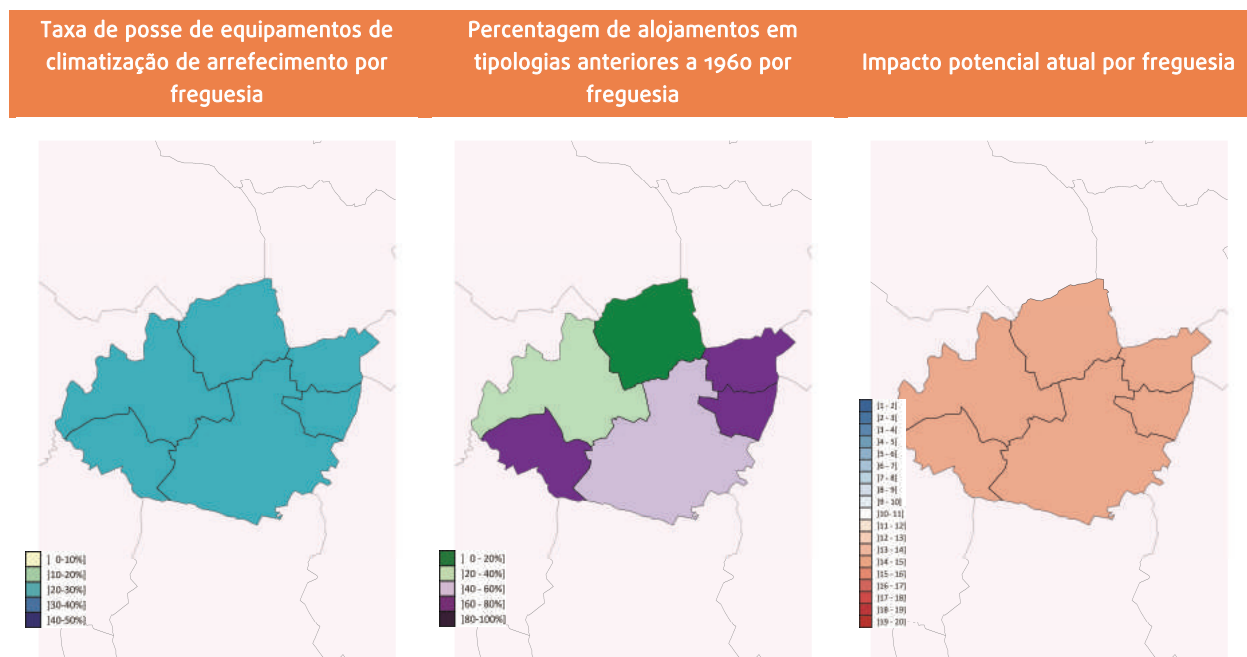 Taxa de posse de equipamentos de
climatização de arrefecimento por
freguesia
Percentagem de alojamentos em
tipologias anteriores a 1960 por
freguesia
Impacto potencial atual por freguesia
] 0-10%]
]10-20%]
]20-30%]
]30-40%]
]40-50%]
] 0 - 20%]
]20 - 40%]
]40 - 60%]
]60 - 80%]
]80-100%]
]1 - 2]
]2 - 3]
]3 - 4]
]4 - 5]
]5 - 6]
]6 - 7]
]7 - 8]
]8 - 9]
]9 - 10]
]10 - 11]
]11 - 12]
]12 - 13]
]13 - 14]
]14 - 15]
]15 - 16]
]16 - 17]
]17 - 18]
]18 - 19]
]19 - 20]